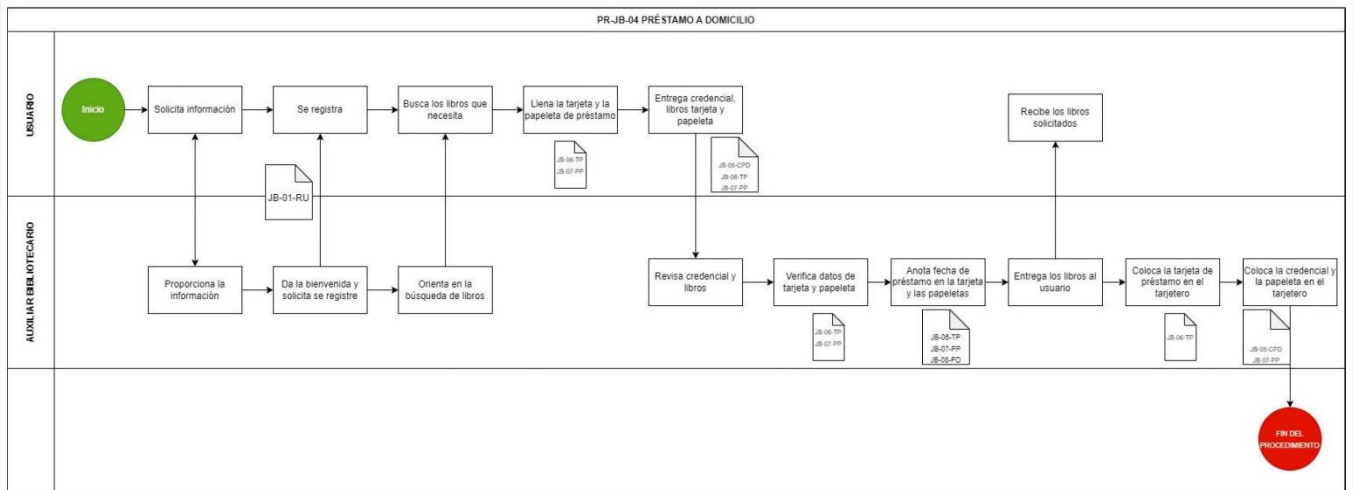 PR-JB-04 PRÉSTAMO A DOMICILIO
USUARIO
Inicio
Solicita información
Se registra
Busca los libros que
necesita
Llena la tarjeta y la
papeleta de préstamo
Entrega credencial,
libros tarjeta y
papeleta
Recibe los libros
solicitados
JB-06-TP
JB-07-PP
JB-05-CPD
JB-06-TP
JB-07-PP
JB-01-RU
AUXILIAR BIBLIOTECARIO
Proporciona la
información
Da la bienvenida y
solicita se registre
Orienta en la
búsqueda de libros
Revisa credencial y
libros
Verifica datos de
tarjeta y papeleta
Anota fecha de
préstamo en la tarjeta
y las papeletas
Entrega los libros al
usuario
Coloca la tarjeta de
préstamo en el
tarjetero
Coloca la credencial y
la papeleta en el
tarjetero
JB-06-TP
JB-07-PP
JB-06-TP
JB-07-PP
JB-08-PD
JB-06-TP
JB-05-CPD
JB-07-PP
FIN DEL
PROCEDIMIENTO